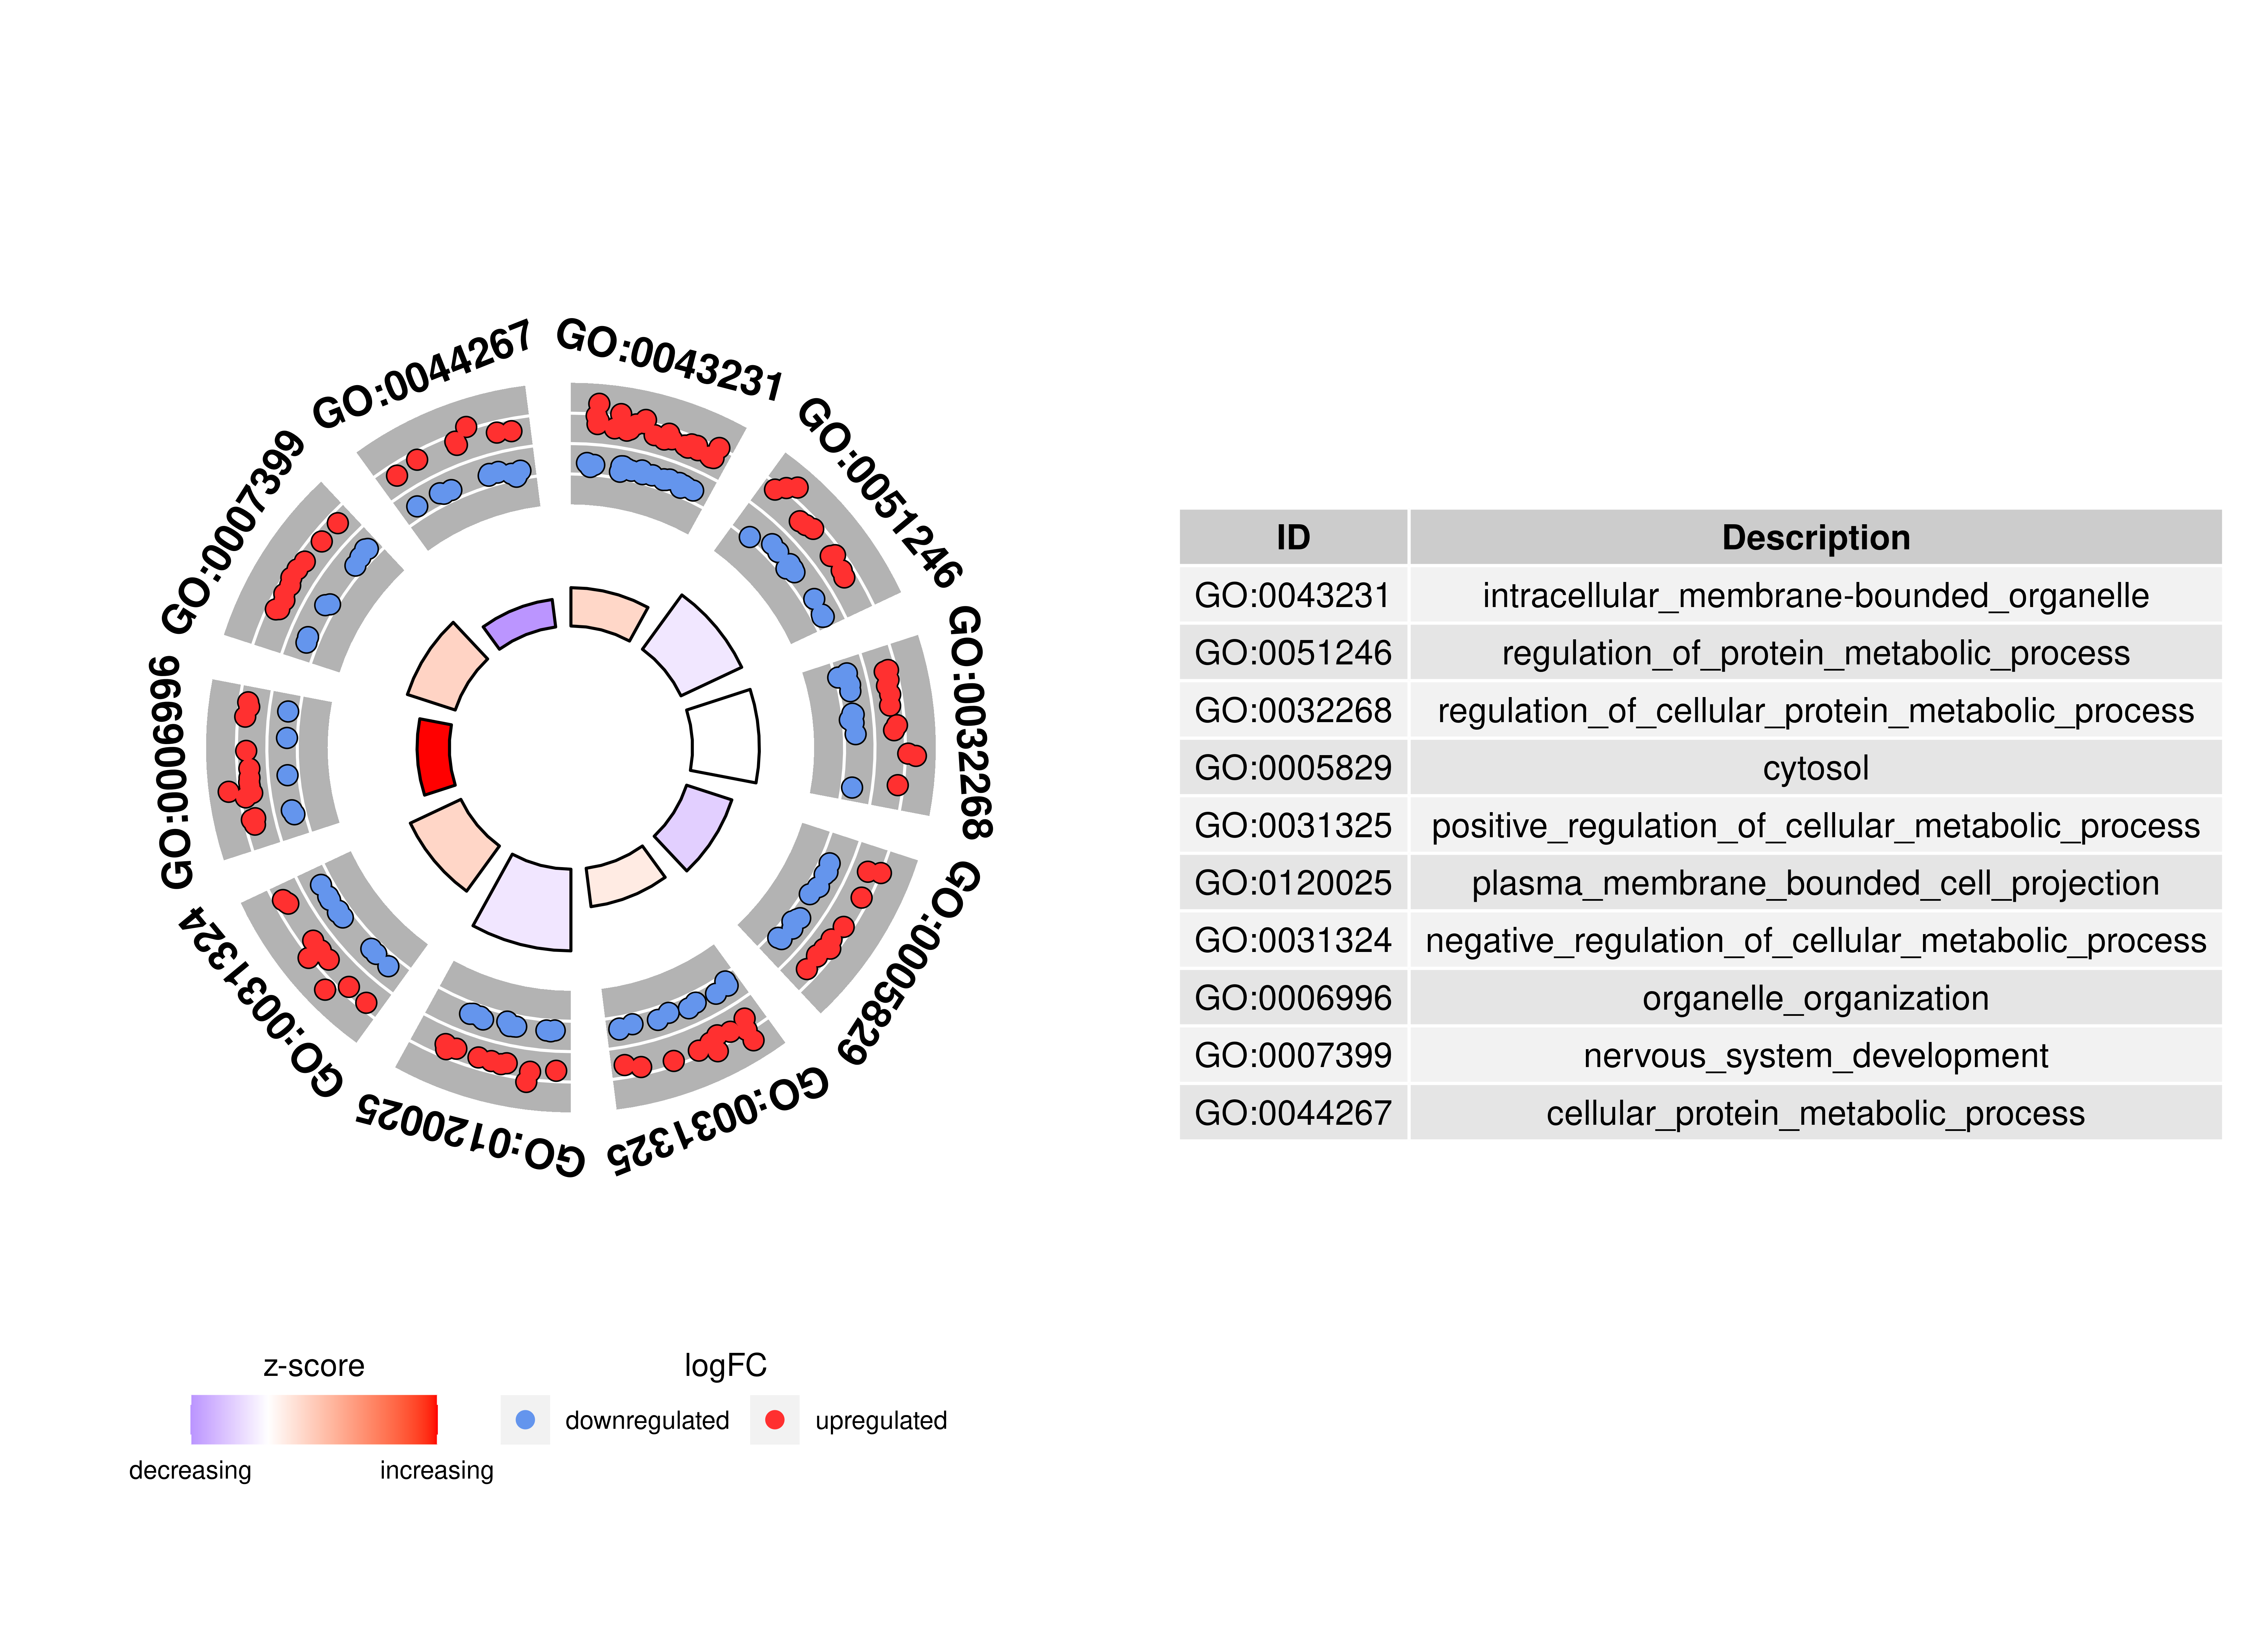 GO:0043231
GO:0051246
GO:0032268
GO:0005829
GO:0031325
GO:0120025
GO:0031324
GO:0006996
GO:0007399
GO:0044267
ID Description
GO:0043231 intracellular_membrane-bounded_organelle
GO:0051246 regulation_of_protein_metabolic_process
GO:0032268 regulation_of_cellular_protein_metabolic_process
GO:0005829 cytosol
GO:0031325 positive_regulation_of_cellular_metabolic_process
GO:0120025 plasma_membrane_bounded_cell_projection
GO:0031324 negative_regulation_of_cellular_metabolic_process
GO:0006996 organelle_organization
GO:0007399 nervous_system_development
GO:0044267 cellular_protein_metabolic_process
z-score
decreasing increasing
logFC
downregulated upregulated